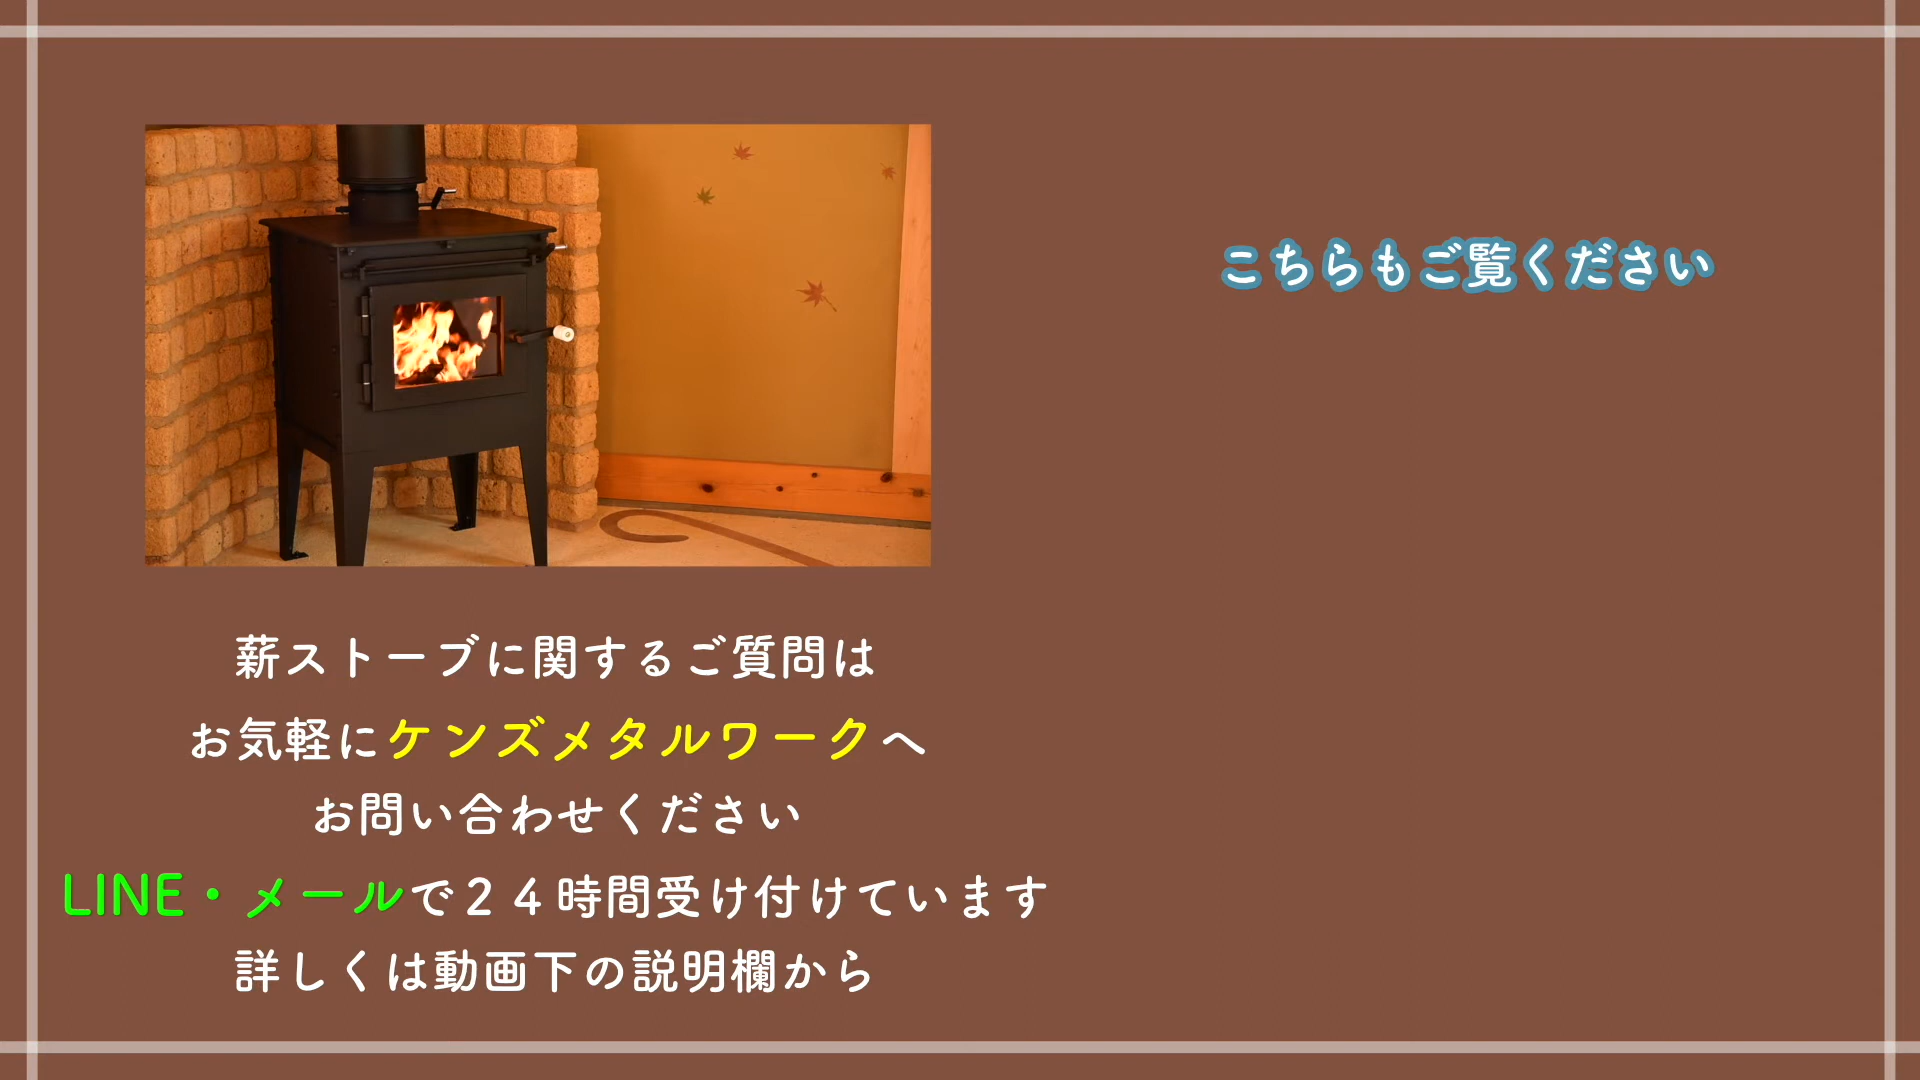 こちらもご覧ください
薪ストーブに関するご質問は
お気軽にケンズメタルワークへ
お問い合わせください
LINE・メールで２４時間受け付けています
詳しくは動画下の説明欄から